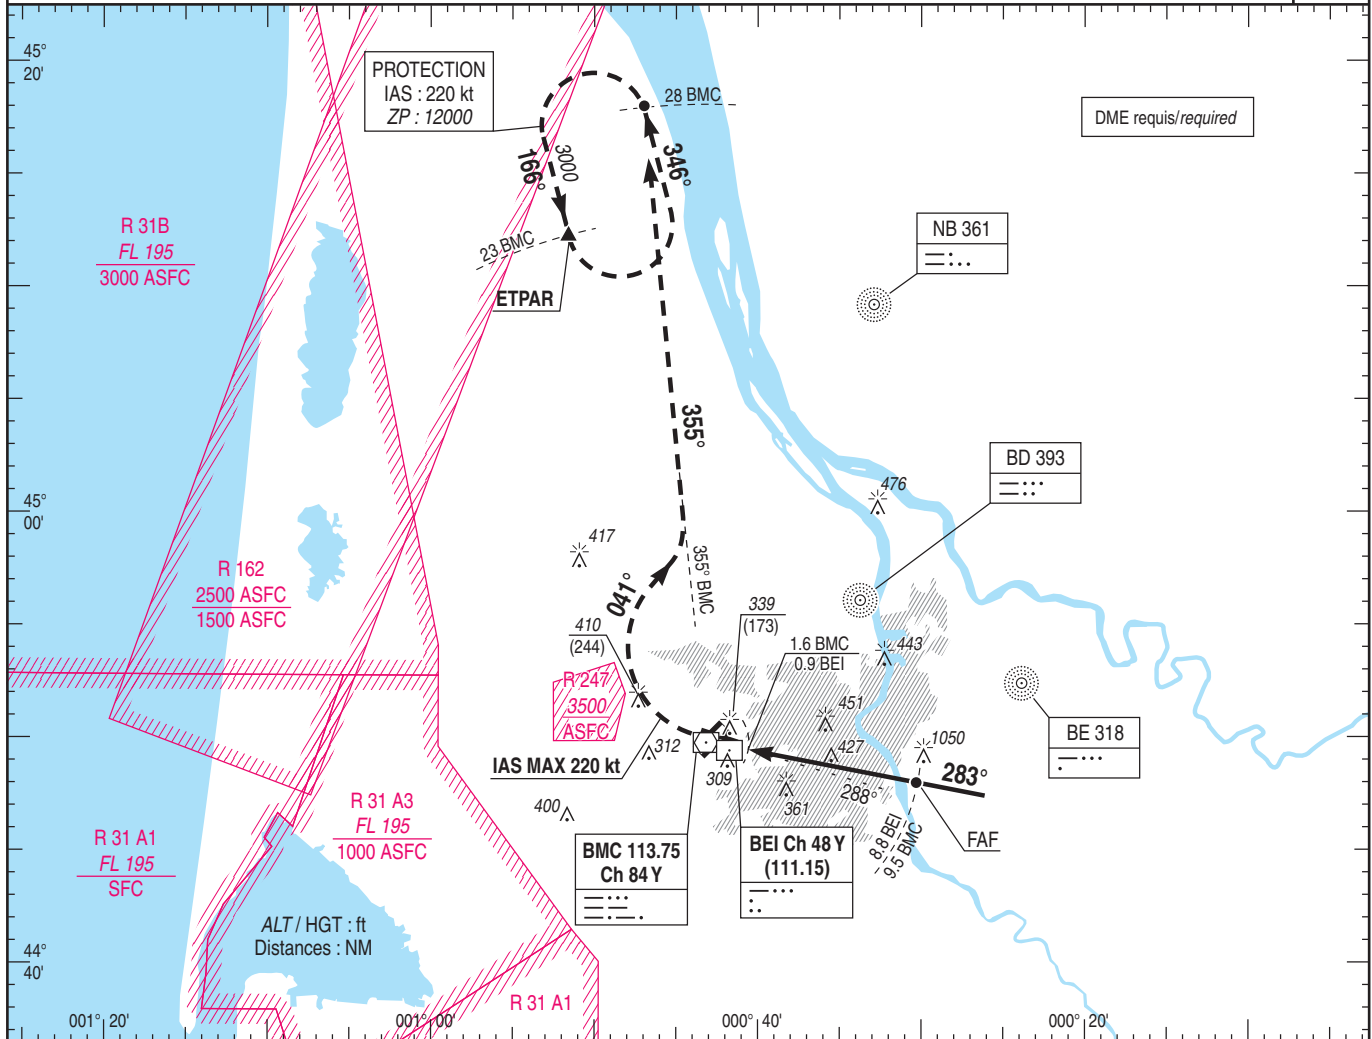 45°
20'
PROTECTION
IAS : 220 kt
ZP : 12000
28 BMC
DME requis/required
346°
3000
166°
23 BMC
ETPAR
NB 361
R 31B
FL 195
3000 ASFC
355°
BD 393
476
45°
00'
417
355° BMC
R 162
2500 ASFC
1500 ASFC
041°
339
(173)
410
(244)
1.6 BMC
0.9 BEI
443
R 247
3500
ASFC
451
BE 318
312
427
1050
IAS MAX 220 kt
309
361
288°
283°
400
8.8 BEI
9.5 BMC
FAF
R 31 A3
FL 195
1000 ASFC
R 31 A1
FL 195
SFC
BMC 113.75
Ch 84 Y
BEI Ch 48 Y
(111.15)
ALT / HGT : ft
Distances : NM
44°
40'
R 31 A1
001° 20'
001° 00'
000° 40'
000° 20'